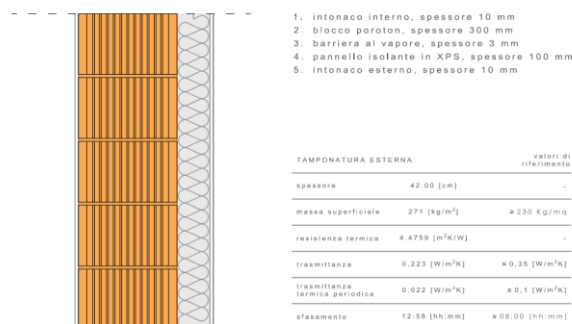 1. intonaco interno, spessore 10 mm
2. blocco poroton, spessore 300 mm
3. barriera al vapore, spessore 3 mm
4. pannello isolante in XPS, spessore 100 mm
5. intonaco esterno, spessore 10 mm
TAMPONATURA ESTERNA valori di riferimento
spessore 42.00 [cm] -
massa superficiale 271 [kg/m²] ≥ 230 Kg/mq
resistenza termica 4.4759 [m²K/W] -
trasmittanza 0,223 [W/m²K] ≤ 0,35 [W/m²K]
trasmittanza termica periodica 0,022 [W/m²K] ≤ 0,1 [W/m²K]
sfasamento 12:56 [hh:mm] ≥ 08:00 [hh:mm]